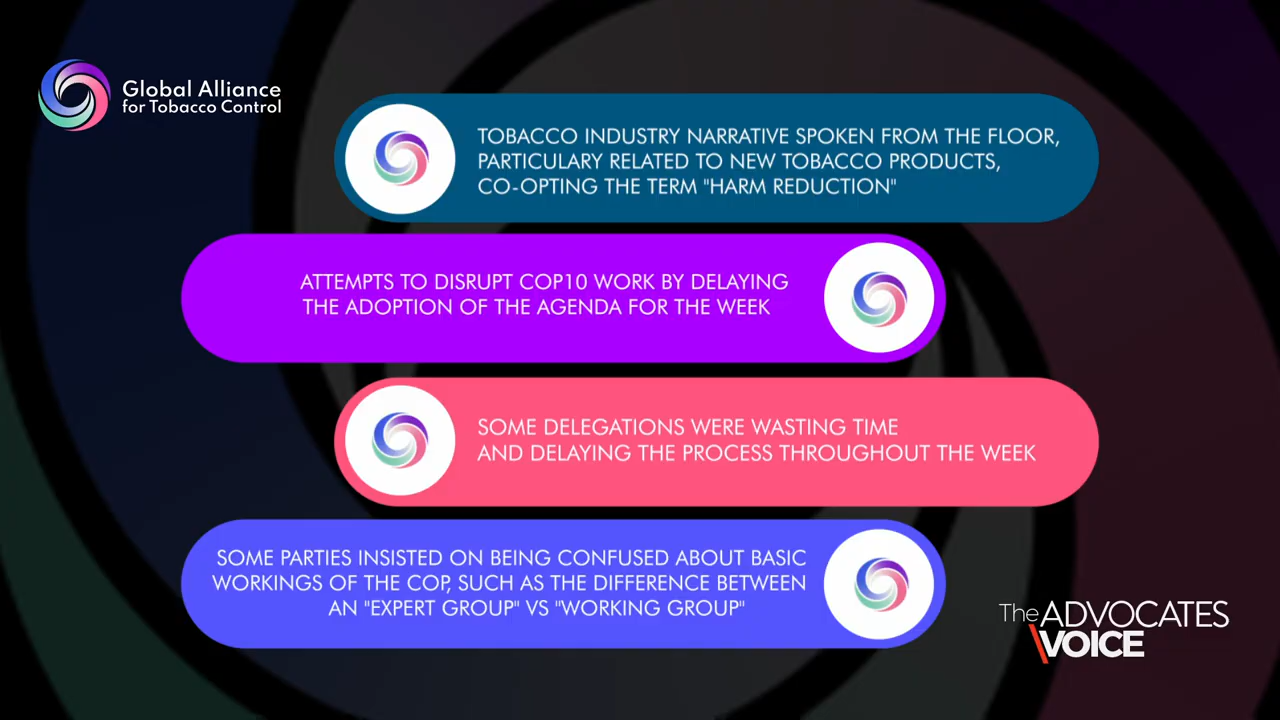 Global Alliance
for Tobacco Control
TOBACCO INDUSTRY NARRATIVE SPOKEN FROM THE FLOOR,
PARTICULARY RELATED TO NEW TOBACCO PRODUCTS,
CO-OPTING THE TERM "HARM REDUCTION"
ATTEMPTS TO DISRUPT COP10 WORK BY DELAYING
THE ADOPTION OF THE AGENDA FOR THE WEEK
SOME DELEGATIONS WERE WASTING TIME
AND DELAYING THE PROCESS THROUGHOUT THE WEEK
SOME PARTIES INSISTED ON BEING CONFUSED ABOUT BASIC
WORKINGS OF THE COP, SUCH AS THE DIFFERENCE BETWEEN
AN "EXPERT GROUP" VS "WORKING GROUP"
The ADVOCATES
VOICE